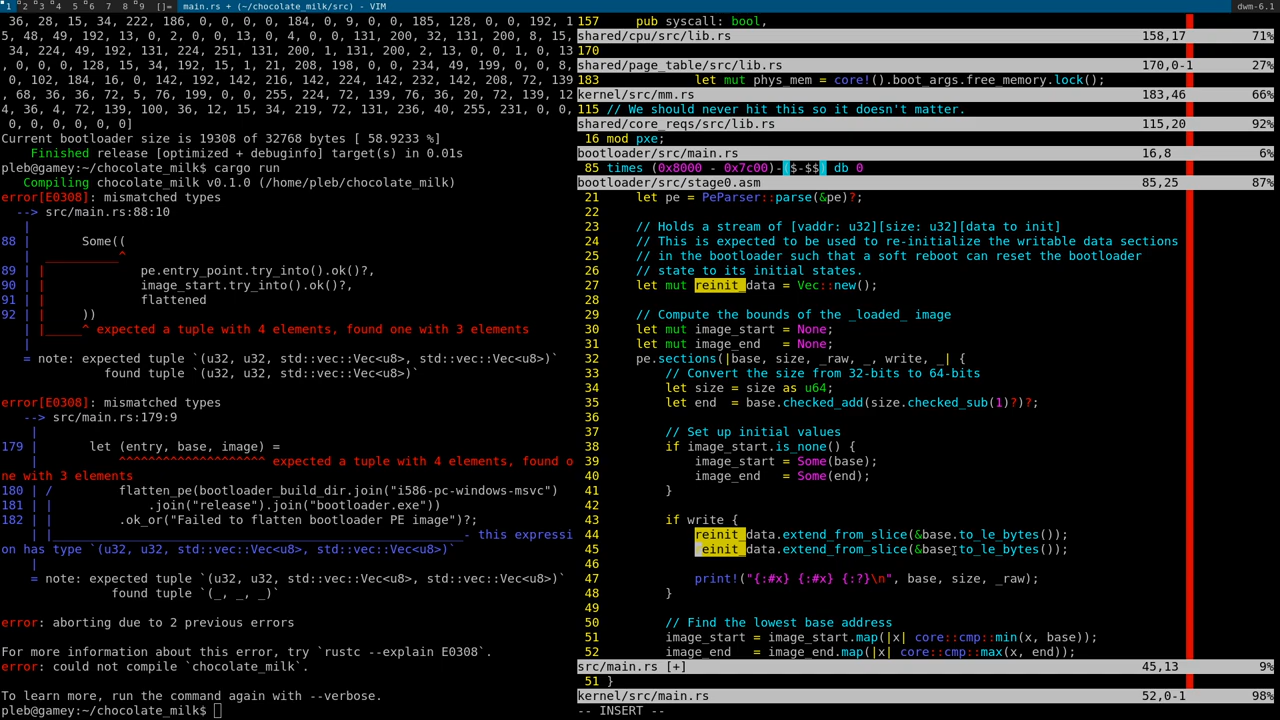 1 2 3 4 5 6 7 8 9 []= main.rs + (~/chocolate_milk/src) - VIM dwm-6.1
36, 28, 15, 34, 222, 186, 0, 0, 0, 0, 184, 0, 9, 0, 0, 185, 128, 0, 0, 192, 1
5, 48, 49, 192, 13, 0, 2, 0, 0, 13, 0, 4, 0, 0, 131, 200, 32, 131, 200, 8, 15,
34, 224, 49, 192, 131, 224, 251, 131, 200, 1, 131, 200, 2, 13, 0, 0, 1, 0, 13
, 0, 0, 0, 128, 15, 34, 192, 15, 1, 21, 208, 198, 0, 0, 234, 49, 199, 0, 0, 8,
0, 102, 184, 16, 0, 142, 192, 142, 216, 142, 224, 142, 232, 142, 208, 72, 139
, 68, 36, 36, 72, 5, 76, 199, 0, 0, 255, 224, 72, 139, 76, 36, 20, 72, 139, 12
4, 36, 4, 72, 139, 100, 36, 12, 15, 34, 219, 72, 131, 236, 40, 255, 231, 0, 0,
0, 0, 0, 0, 0, 0, 0]
Current bootloader size is 19308 of 32768 bytes [ 58.9233 %]
Finished release [optimized + debuginfo] target(s) in 0.01s
pleb@gamey:~/chocolate_milk$ cargo run
Compiling chocolate_milk v0.1.0 (/home/pleb/chocolate_milk)
error[E0308]: mismatched types
--> src/main.rs:88:10
|
88 | Some((
| __________^
89 | | pe.entry_point.try_into().ok()?,
90 | | image_start.try_into().ok()?,
91 | | flattened
92 | | ))
| |_____^ expected a tuple with 4 elements, found one with 3 elements
|
= note: expected tuple `(u32, u32, std::vec::Vec<u8>, std::vec::Vec<u8>)`
found tuple `(u32, u32, std::vec::Vec<u8>)`
error[E0308]: mismatched types
--> src/main.rs:179:9
|
179 | let (entry, base, image) =
| ^^^^^^^^^^^^^^^^^^^^ expected a tuple with 4 elements, found o
ne with 3 elements
180 | / flatten_pe(bootloader_build_dir.join("i586-pc-windows-msvc")
181 | | .join("release").join("bootloader.exe"))
182 | | .ok_or("Failed to flatten bootloader PE image")?;
| |_________________________________________________________- this expressi
on has type `(u32, u32, std::vec::Vec<u8>, std::vec::Vec<u8>)`
|
= note: expected tuple `(u32, u32, std::vec::Vec<u8>, std::vec::Vec<u8>)`
found tuple `(_, _, _)`
error: aborting due to 2 previous errors
For more information about this error, try `rustc --explain E0308`.
error: could not compile `chocolate_milk`.
To learn more, run the command again with --verbose.
pleb@gamey:~/chocolate_milk$
157 pub syscall: bool,
shared/cpu/src/lib.rs 158,17 71%
170
shared/page_table/src/lib.rs 170,0-1 27%
183 let mut phys_mem = core!().boot_args.free_memory.lock();
kernel/src/mm.rs 183,46 66%
115 // We should never hit this so it doesn't matter.
shared/core_reqs/src/lib.rs 115,20 92%
16 mod pxe;
bootloader/src/main.rs 16,8 6%
85 times (0x8000 - 0x7c00)-($-$$) db 0
bootloader/src/stage0.asm 85,25 87%
21 let pe = PeParser::parse(&pe)?;
22
23 // Holds a stream of [vaddr: u32][size: u32][data to init]
24 // This is expected to be used to re-initialize the writable data sections
25 // in the bootloader such that a soft reboot can reset the bootloader
26 // state to its initial states.
27 let mut reinit_data = Vec::new();
28
29 // Compute the bounds of the _loaded_ image
30 let mut image_start = None;
31 let mut image_end = None;
32 pe.sections(|base, size, _raw, _, write, _| {
33 // Convert the size from 32-bits to 64-bits
34 let size = size as u64;
35 let end = base.checked_add(size.checked_sub(1)?)?;
36
37 // Set up initial values
38 if image_start.is_none() {
39 image_start = Some(base);
40 image_end = Some(end);
41 }
42
43 if write {
44 reinit_data.extend_from_slice(&base.to_le_bytes());
45 reinit_data.extend_from_slice(&base.to_le_bytes());
46
47 print!("{:#x} {:#x} {:?}\n", base, size, _raw);
48 }
49
50 // Find the lowest base address
51 image_start = image_start.map(|x| core::cmp::min(x, base));
52 image_end = image_end.map(|x| core::cmp::max(x, end));
src/main.rs [+] 45,13 9%
51 }
kernel/src/main.rs 52,0-1 98%
-- INSERT --